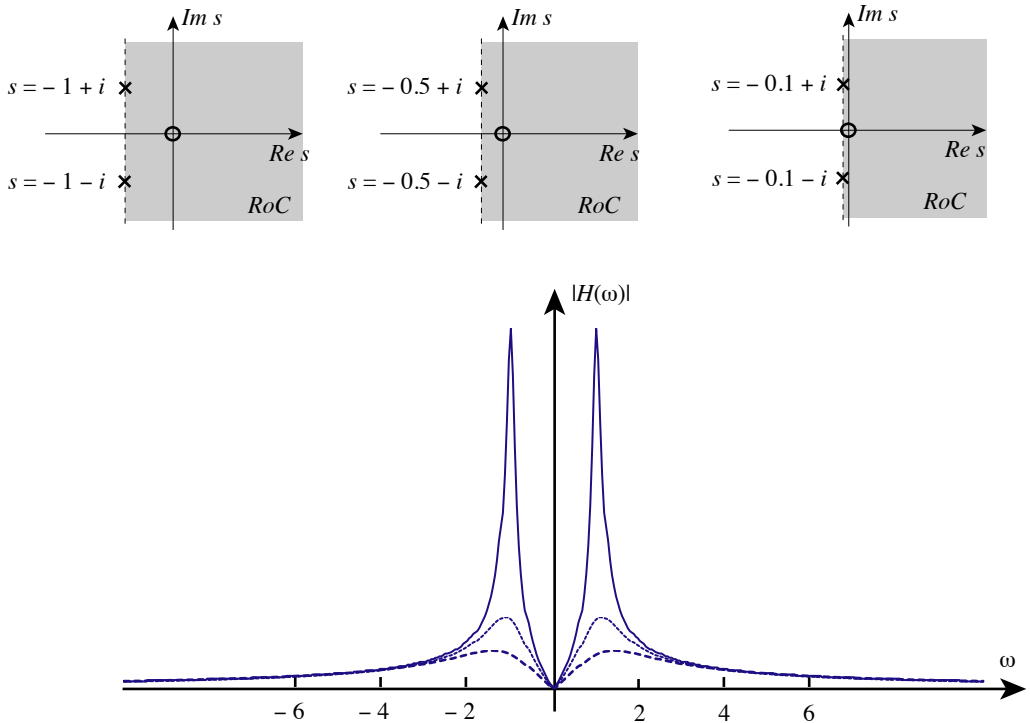 Im s
s = − 1 + i
Re s
s = − 1 − i
RoC
Im s
s = − 0.5 + i
Re s
s = − 0.5 − i
RoC
Im s
s = − 0.1 + i
Re s
s = − 0.1 − i
RoC
|H(ω)|
ω
− 6 − 4 − 2 2 4 6